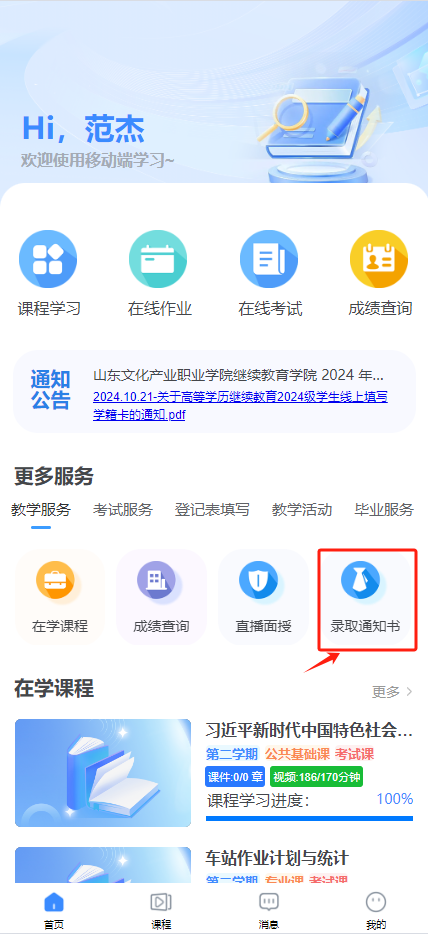 Hi，范杰
欢迎使用移动端学习~
课程学习 在线作业 在线考试 成绩查询
通知
公告
山东文化产业职业学院继续教育学院 2024 年...
2024.10.21-关于高等学历继续教育2024级学生线上填写
学籍卡的通知.pdf
更多服务
教学服务 考试服务 登记表填写 教学活动 毕业服务
在学课程 成绩查询 直播面授 录取通知书
在学课程 更多
习近平新时代中国特色社会...
第二学期 公共基础课 考试课
课件:0/0 章 视频:186/170分钟
课程学习进度： 100%
车站作业计划与统计
第二学期 专业课 考试课
首页 课程 消息 我的